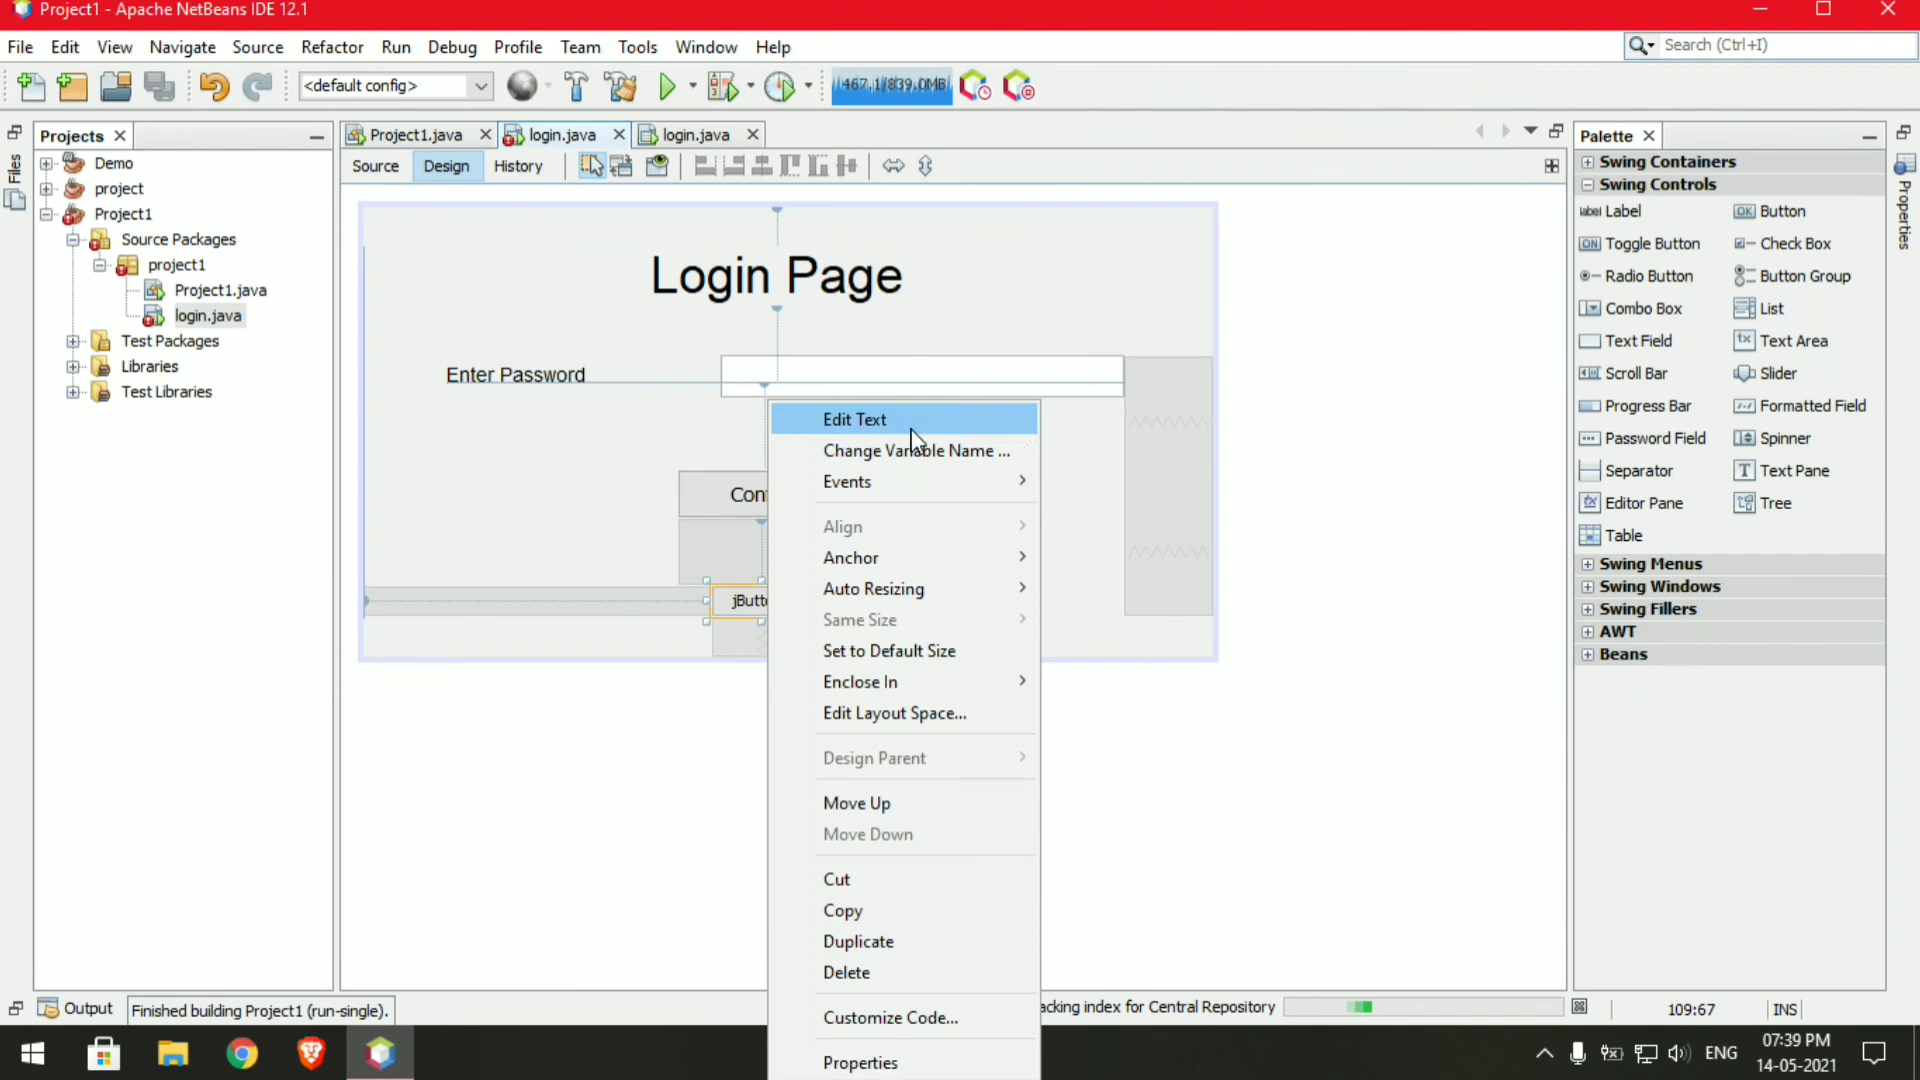 Project1 - Apache NetBeans IDE 12.1
File Edit View Navigate Source Refactor Run Debug Profile Team Tools Window Help
Search (Ctrl+I)
<default config>
467.1/839.0MB
Files
Projects
Demo
project
Project1
Source Packages
project1
Project1.java
login.java
Test Packages
Libraries
Test Libraries
Project1.java
login.java
login.java
Source
Design
History
Login Page
Enter Password
jButt
Edit Text
Change Variable Name ...
Events
Align
Anchor
Auto Resizing
Same Size
Set to Default Size
Enclose In
Edit Layout Space...
Design Parent
Move Up
Move Down
Cut
Copy
Duplicate
Delete
Customize Code...
Properties
Palette
Swing Containers
Swing Controls
label Label
OK Button
ON Toggle Button
Check Box
Radio Button
Button Group
Combo Box
List
Text Field
Text Area
Scroll Bar
Slider
Progress Bar
Formatted Field
Password Field
Spinner
Separator
T Text Pane
Editor Pane
Tree
Table
Swing Menus
Swing Windows
Swing Fillers
AWT
Beans
Properties
Output
Finished building Project1 (run-single).
acking index for Central Repository
109:67
INS
ENG
07:39 PM
14-05-2021